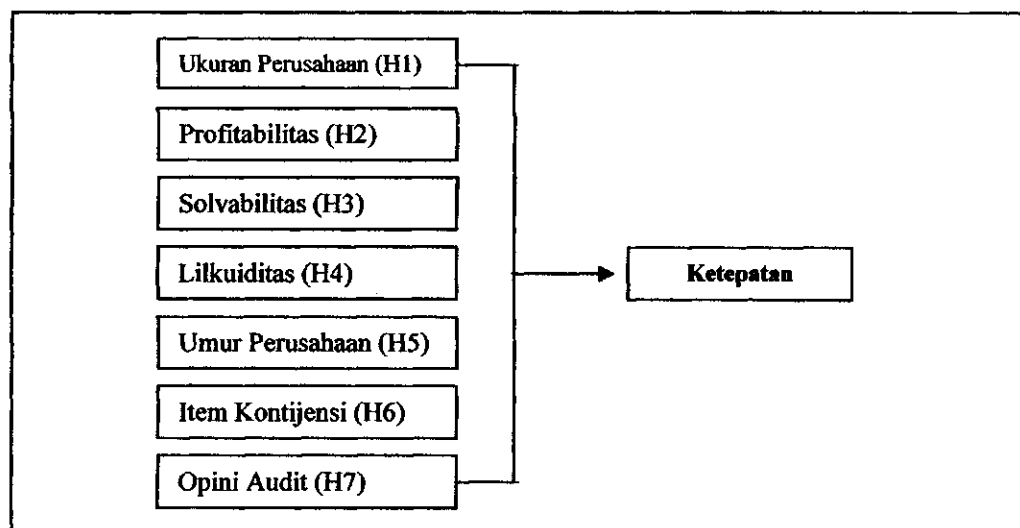 Ukuran Perusahaan (H1)
Profitabilitas (H2)
Solvabilitas (H3)
Lilkuiditas (H4)
Umur Perusahaan (H5)
Item Kontijensi (H6)
Opini Audit (H7)
Ketepatan